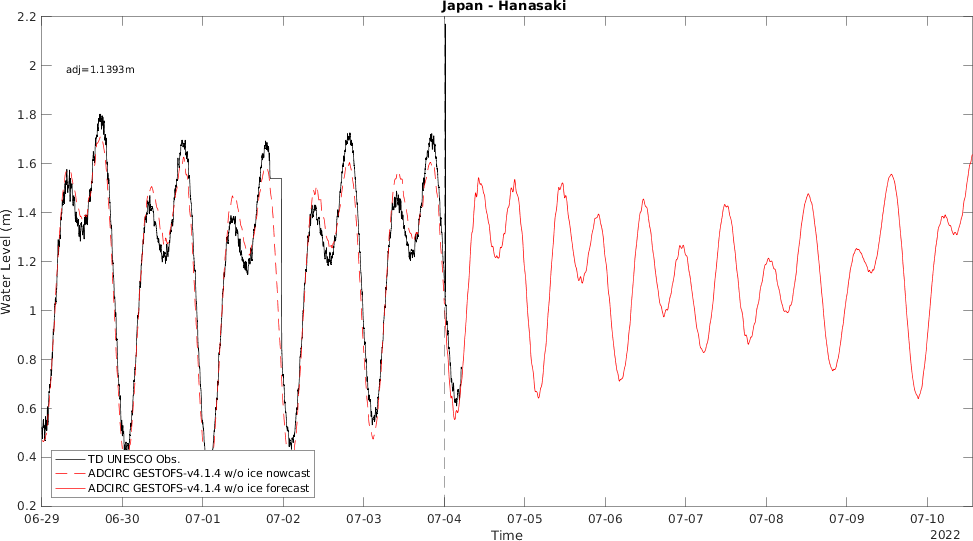 Japan - Hanasaki
2.2
2
1.8
1.6
1.4
1.2
1
0.8
0.6
0.4
0.2
Water Level (m)
adj=1.1393m
TD UNESCO Obs.
ADCIRC GESTOFS-v4.1.4 w/o ice nowcast
ADCIRC GESTOFS-v4.1.4 w/o ice forecast
06-29 06-30 07-01 07-02 07-03 07-04 07-05 07-06 07-07 07-08 07-09 07-10
Time
2022